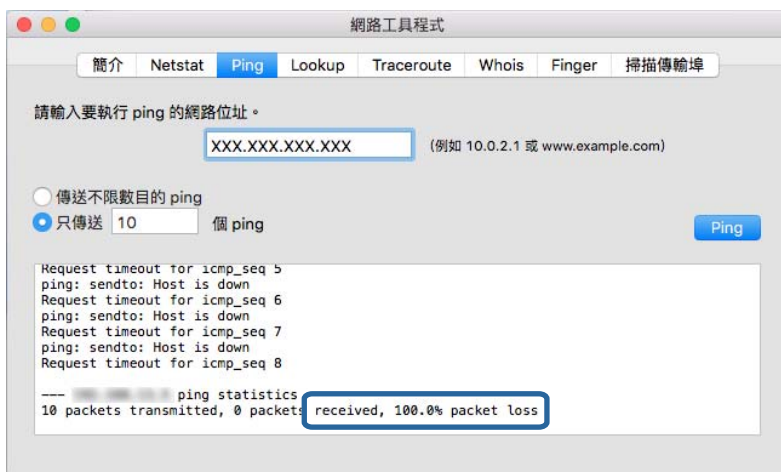 網路工具程式
簡介 Netstat Ping Lookup Traceroute Whois Finger 掃描傳輸埠
請輸入要執行 ping 的網路位址。
XXX.XXX.XXX.XXX (例如 10.0.2.1 或 www.example.com)
傳送不限數目的 ping
只傳送 10 個 ping
Ping
Request timeout for icmp_seq 5
ping: sendto: Host is down
Request timeout for icmp_seq 6
ping: sendto: Host is down
Request timeout for icmp_seq 7
ping: sendto: Host is down
Request timeout for icmp_seq 8
--- ping statistics
10 packets transmitted, 0 packets received, 100.0% packet loss